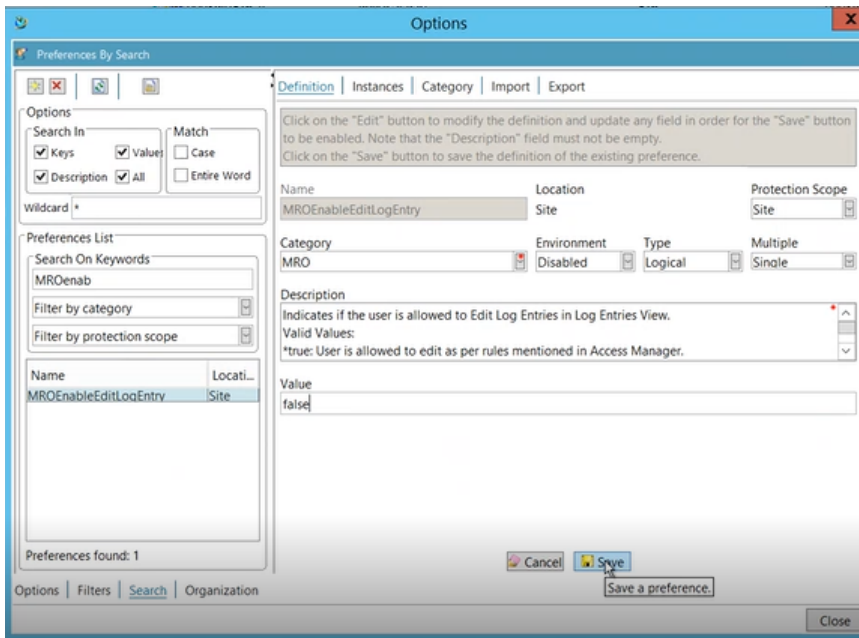 Options
Preferences By Search
Options
Search In
Match
Keys
Values
Case
Description
All
Entire Word
Wildcard *
Preferences List
Search On Keywords
MROenab
Filter by category
Filter by protection scope
Name Locati...
MROEnableEditLogEntry Site
Preferences found: 1
Options Filters Search Organization
Definition Instances Category Import Export
Click on the "Edit" button to modify the definition and update any field in order for the "Save" button
to be enabled. Note that the "Description" field must not be empty.
Click on the "Save" button to save the definition of the existing preference.
Name Location Protection Scope
MROEnableEditLogEntry Site Site
Category Environment Type Multiple
MRO Disabled Logical Single
Description
Indicates if the user is allowed to Edit Log Entries in Log Entries View.
Valid Values:
*true: User is allowed to edit as per rules mentioned in Access Manager.
Value
false
Cancel Save
Save a preference.
Close